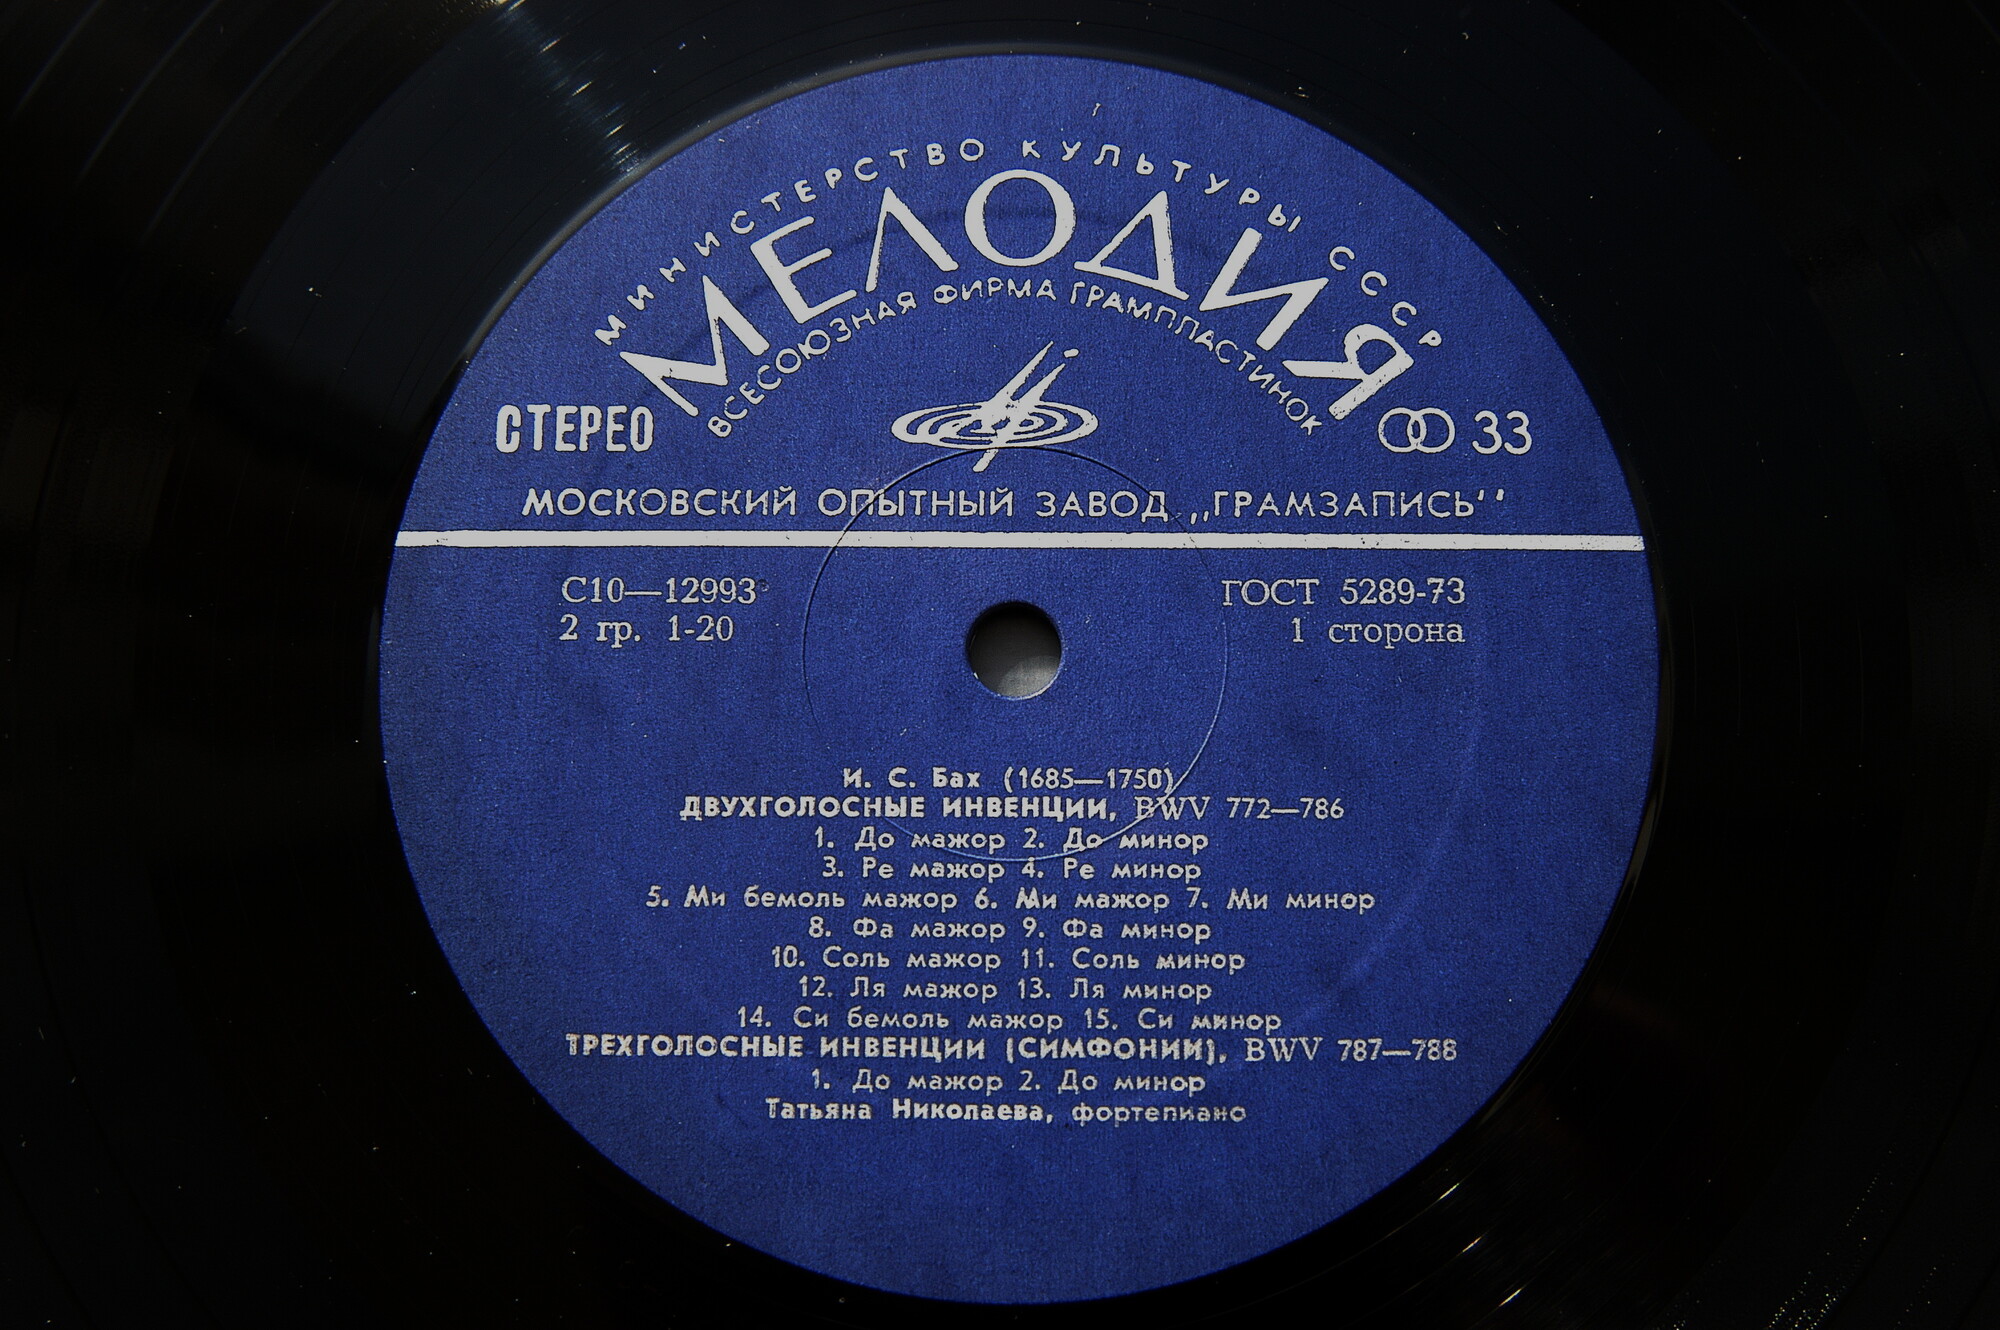 МИНИСТЕРСТВО КУЛЬТУРЫ СССР
МЕЛОДИЯ
ВСЕСОЮЗНАЯ ФИРМА ГРАМПЛАСТИНОК
СТЕРЕО
33
МОСКОВСКИЙ ОПЫТНЫЙ ЗАВОД „ГРАМЗАПИСЬ‘‘
С10—12993
ГОСТ 5289-73
2 гр. 1-20
1 сторона
И. С. Бах (1685—1750)
ДВУХГОЛОСНЫЕ ИНВЕНЦИИ, BWV 772—786
1. До мажор 2. До минор
3. Ре мажор 4. Ре минор
5. Ми бемоль мажор 6. Ми мажор 7. Ми минор
8. Фа мажор 9. Фа минор
10. Соль мажор 11. Соль минор
12. Ля мажор 13. Ля минор
14. Си бемоль мажор 15. Си минор
ТРЕХГОЛОСНЫЕ ИНВЕНЦИИ (СИМФОНИИ), BWV 787—788
1. До мажор 2. До минор
Татьяна Николаева, фортепиано